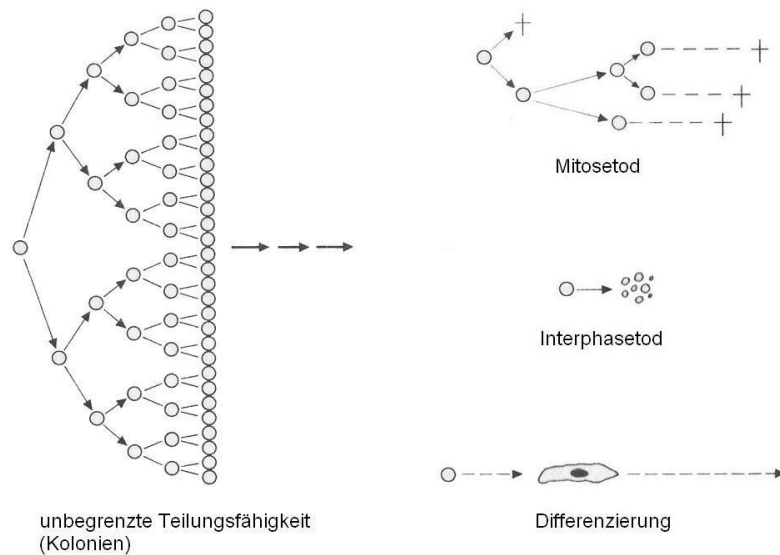 Mitosetod
Interphasetod
unbegrenzte Teilungsfähigkeit
(Kolonien)
Differenzierung